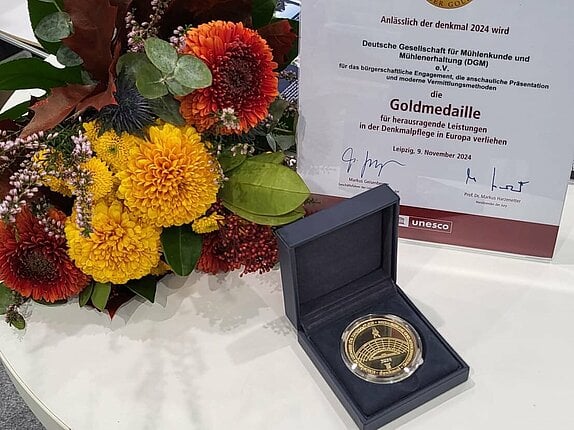 Anlässlich der denkmal 2024 wird
Deutsche Gesellschaft für Mühlenkunde und
Mühlenerhaltung (DGM)
e.V.
für das bürgerschaftliche Engagement, die anschauliche Präsentation
und moderne Vermittlungsmethoden
die
Goldmedaille
für herausragende Leistungen
in der Denkmalpflege in Europa verliehen
Leipzig, 9. November 2024
Markus Geisenberger
Prof. Dr. Markus Harzenetter
unesco
2024